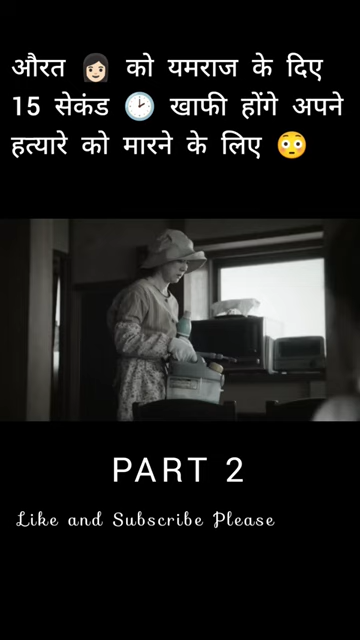 औरत 👩🏻 को यमराज के दिए
15 सेकंड 🕑 खाफी होंगे अपने
हत्यारे को मारने के लिए 😳
PART 2
Like and Subscribe Please